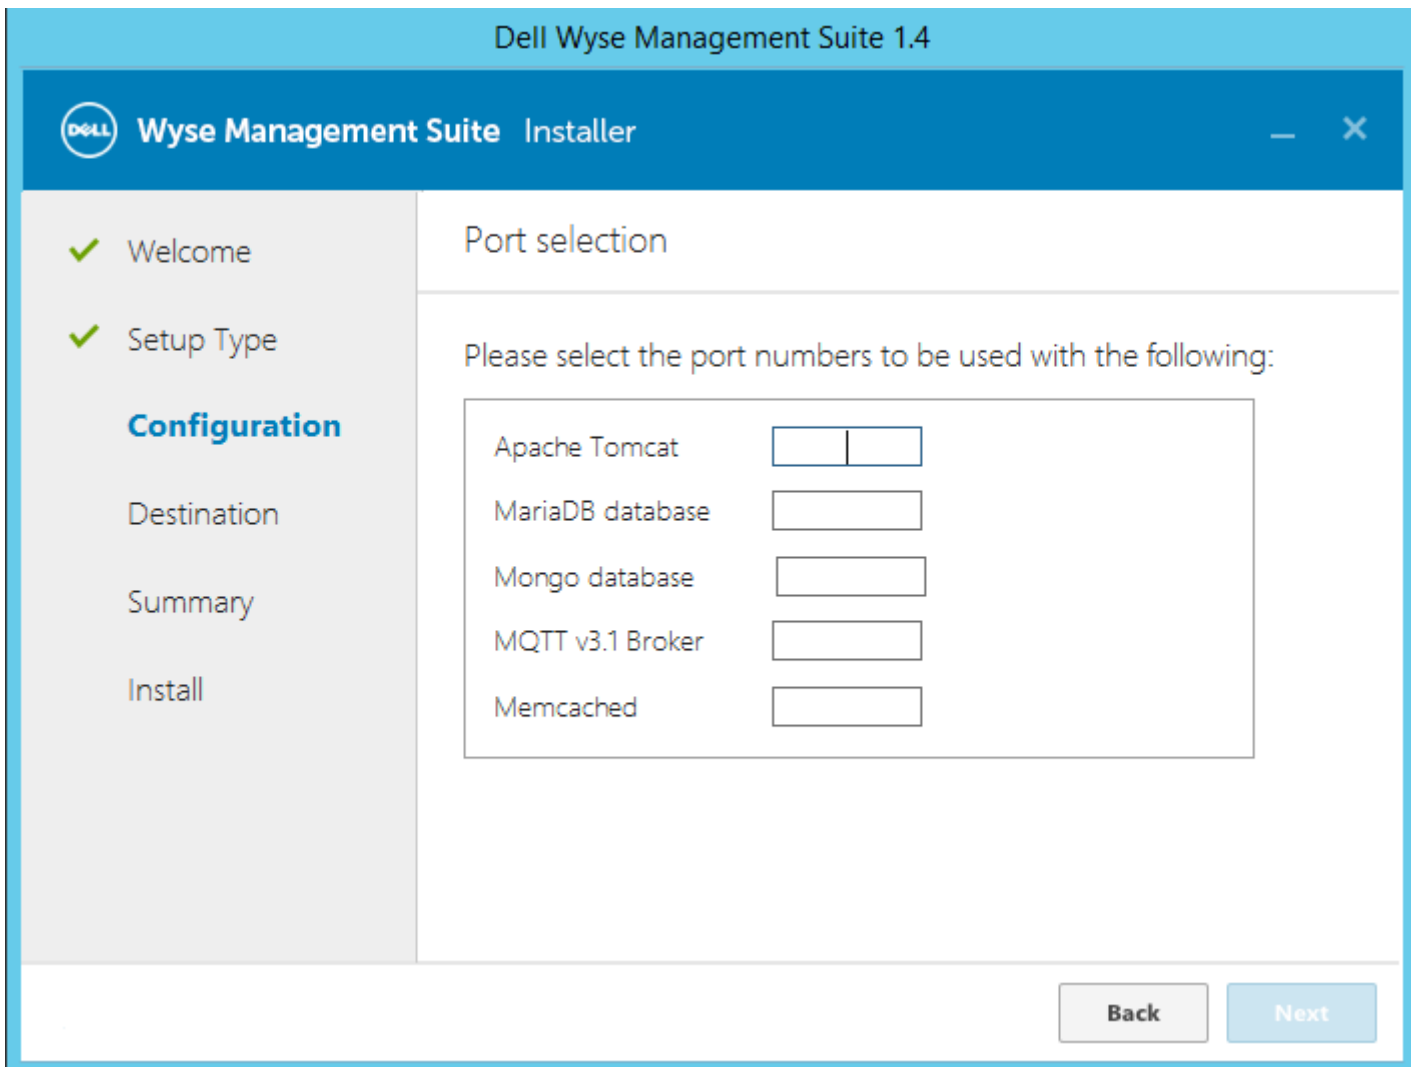 Dell Wyse Management Suite 1.4
DELL Wyse Management Suite Installer
Welcome
Setup Type
Configuration
Destination
Summary
Install
Port selection
Please select the port numbers to be used with the following:
Apache Tomcat
MariaDB database
Mongo database
MQTT v3.1 Broker
Memcached
Back
Next